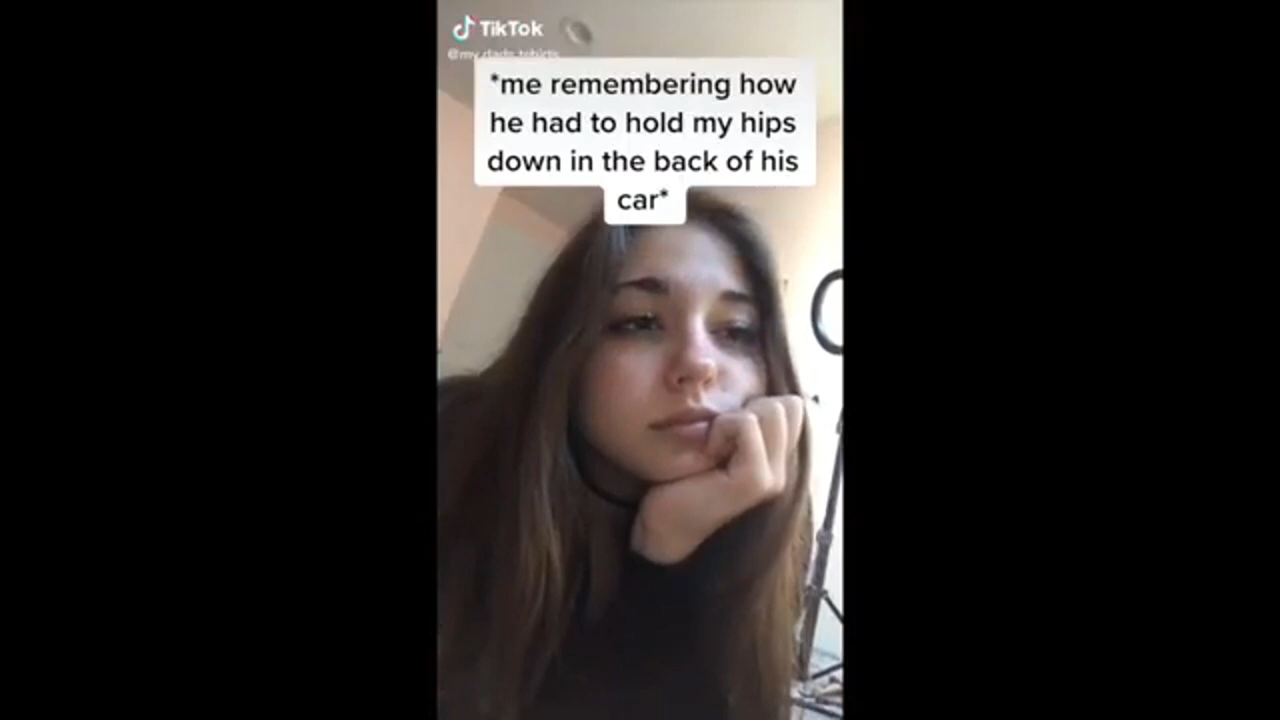 TikTok
*me remembering how
he had to hold my hips
down in the back of his
car*